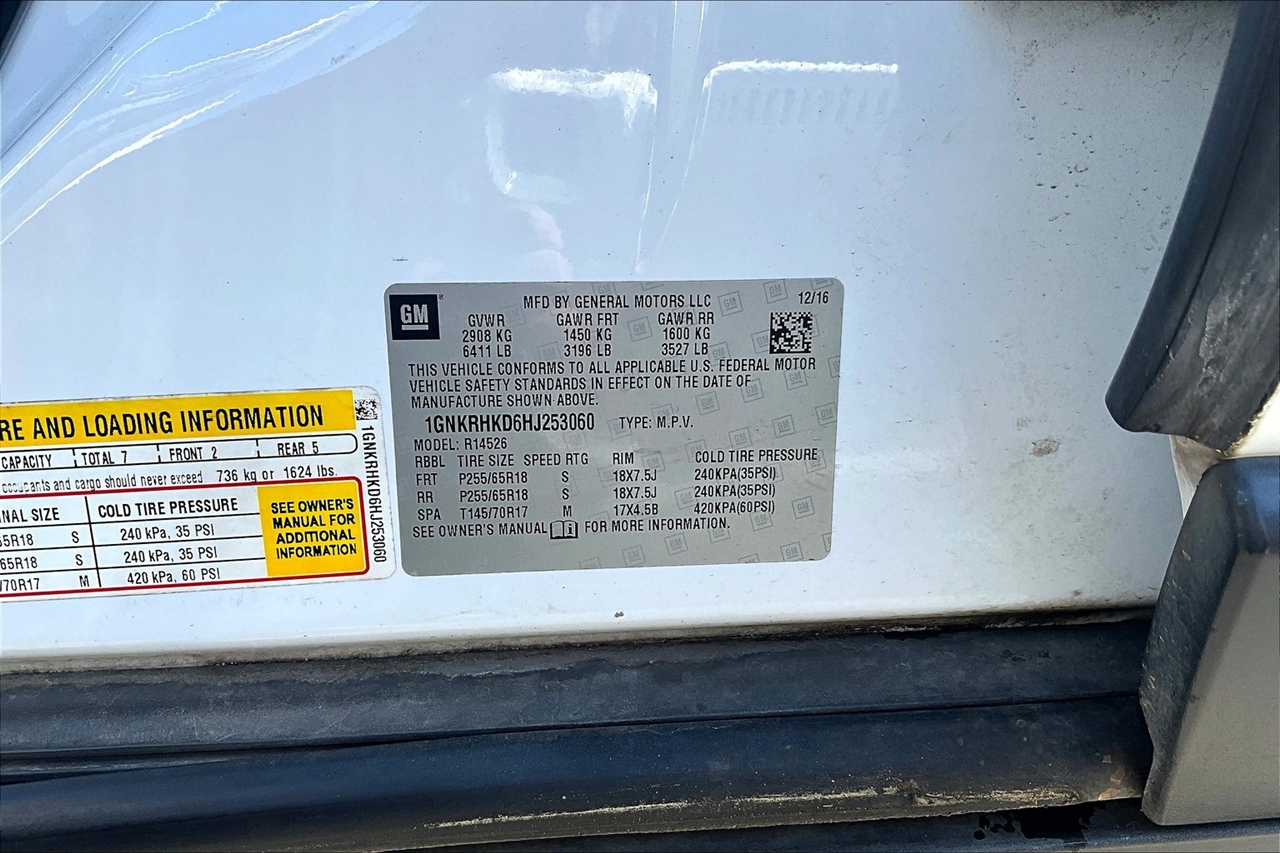 GM
MFD BY GENERAL MOTORS LLC 12/16
GVWR GAWR FRT GAWR RR
2908 KG 1450 KG 1600 KG
6411 LB 3196 LB 3527 LB
THIS VEHICLE CONFORMS TO ALL APPLICABLE U.S. FEDERAL MOTOR
VEHICLE SAFETY STANDARDS IN EFFECT ON THE DATE OF
MANUFACTURE SHOWN ABOVE.
1GNKRHKD6HJ253060 TYPE: M.P.V.
MODEL: R14526
RBBL TIRE SIZE SPEED RTG RIM COLD TIRE PRESSURE
FRT P255/65R18 S 18X7.5J 240KPA(35PSI)
RR P255/65R18 S 18X7.5J 240KPA(35PSI)
SPA T145/70R17 M 17X4.5B 420KPA(60PSI)
SEE OWNER'S MANUAL FOR MORE INFORMATION.
RE AND LOADING INFORMATION
CAPACITY TOTAL 7 FRONT 2 REAR 5
occupants and cargo should never exceed 736 kg or 1624 lbs.
NAL SIZE COLD TIRE PRESSURE
65R18 S 240 kPa, 35 PSI
65R18 S 240 kPa, 35 PSI
/70R17 M 420 kPa, 60 PSI
SEE OWNER'S
MANUAL FOR
ADDITIONAL
INFORMATION
1GNKRHKD6HJ253060